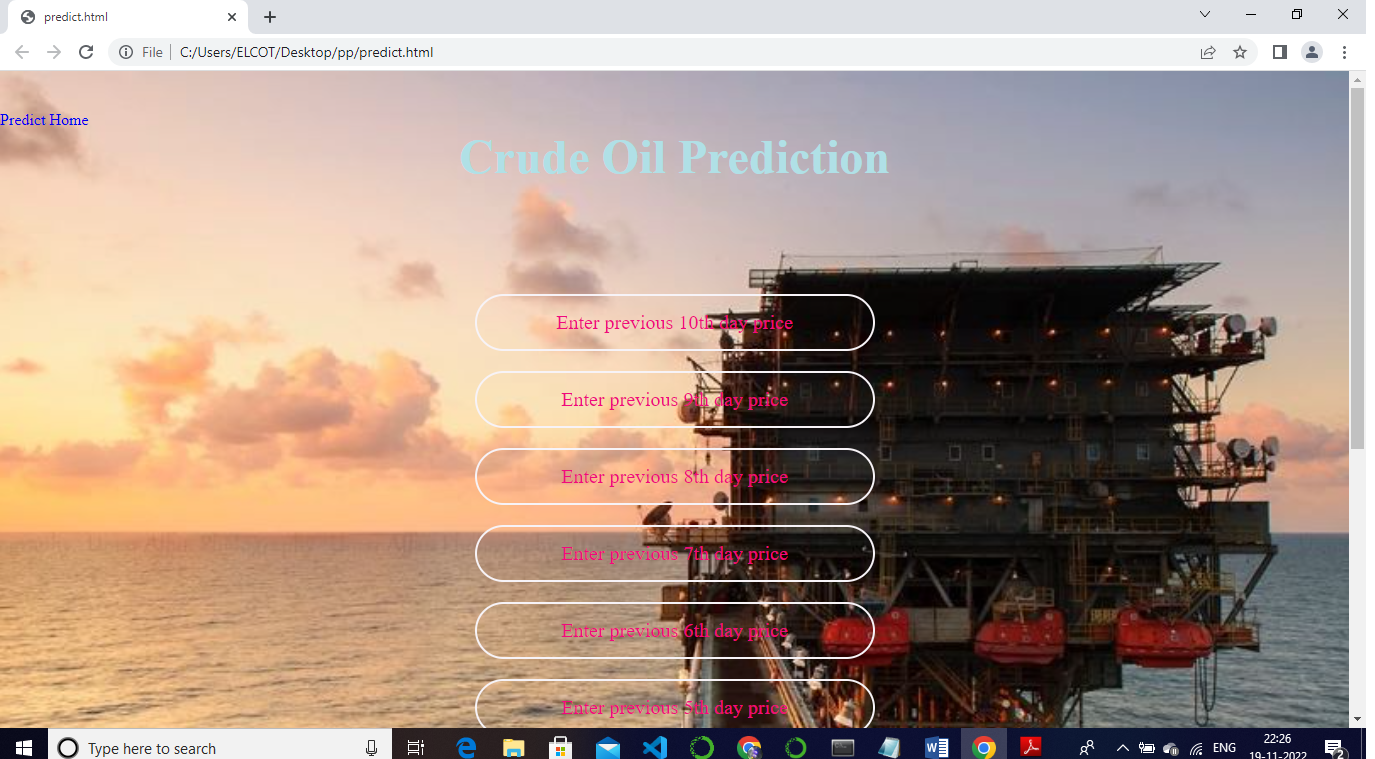 predict.html
File
C:/Users/ELCOT/Desktop/pp/predict.html
Predict Home
Crude Oil Prediction
Enter previous 10th day price
Enter previous 9th day price
Enter previous 8th day price
Enter previous 7th day price
Enter previous 6th day price
Enter previous 5th day price
Type here to search
ENG
22:26
19-11-2022
2